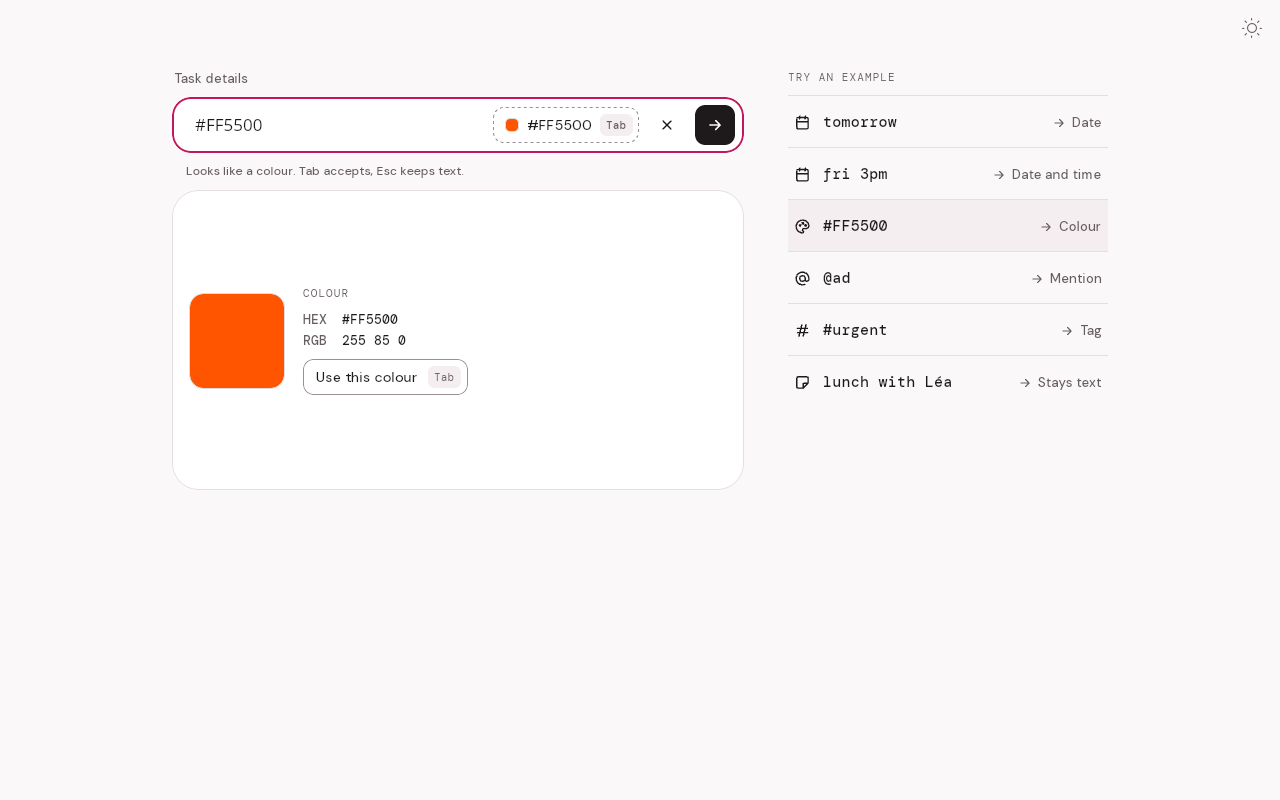 Task details
#FF5500
#FF5500 Tab
Looks like a colour. Tab accepts, Esc keeps text.
COLOUR
HEX #FF5500
RGB 255 85 0
Use this colour Tab
TRY AN EXAMPLE
tomorrow → Date
fri 3pm → Date and time
#FF5500 → Colour
@ad → Mention
#urgent → Tag
lunch with Léa → Stays text